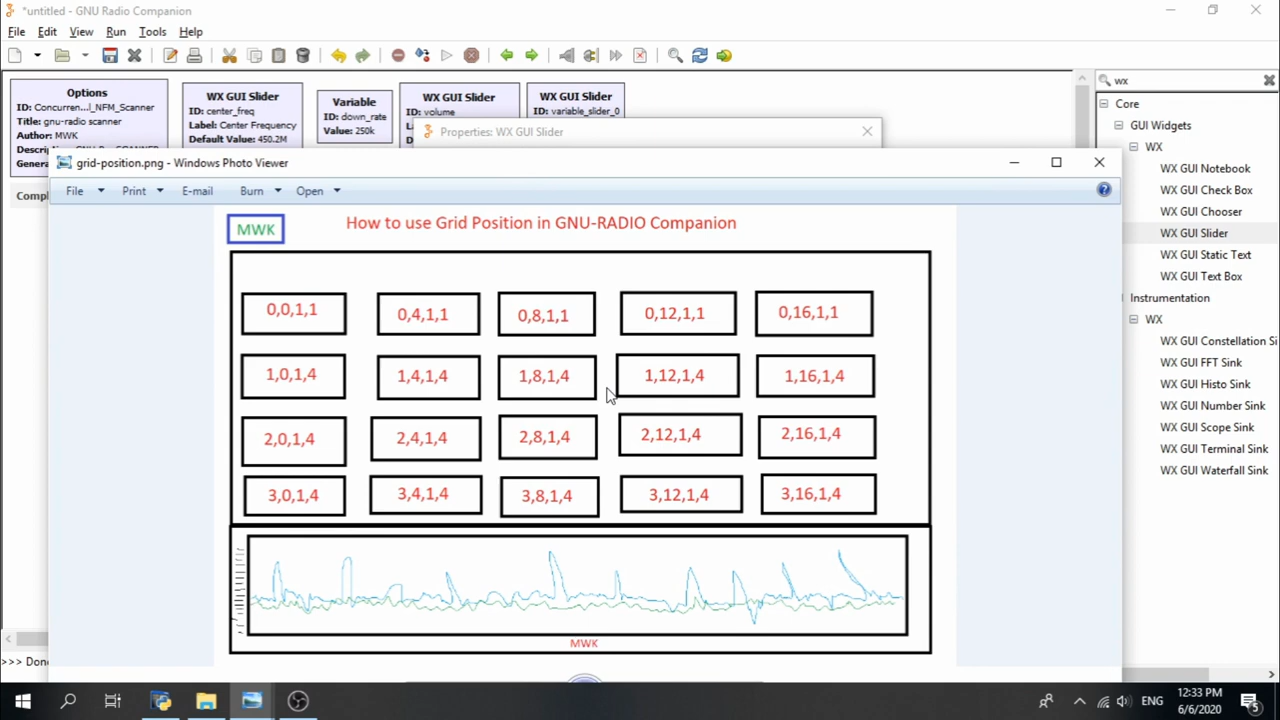 *untitled - GNU Radio Companion
File Edit View Run Tools Help
Options
ID: Concurren...l_NFM_Scanner
Title: gnu-radio scanner
Author: MWK
WX GUI Slider
ID: center_freq
Label: Center Frequency
Default Value: 450.2M
Variable
ID: down_rate
Value: 250k
WX GUI Slider
ID: volume
WX GUI Slider
ID: variable_slider_0
Properties: WX GUI Slider
grid-position.png - Windows Photo Viewer
File Print E-mail Burn Open
MWK
How to use Grid Position in GNU-RADIO Companion
0,0,1,1 0,4,1,1 0,8,1,1 0,12,1,1 0,16,1,1
1,0,1,4 1,4,1,4 1,8,1,4 1,12,1,4 1,16,1,4
2,0,1,4 2,4,1,4 2,8,1,4 2,12,1,4 2,16,1,4
3,0,1,4 3,4,1,4 3,8,1,4 3,12,1,4 3,16,1,4
MWK
wx
Core
GUI Widgets
WX
WX GUI Notebook
WX GUI Check Box
WX GUI Chooser
WX GUI Slider
WX GUI Static Text
WX GUI Text Box
Instrumentation
WX
WX GUI Constellation Si
WX GUI FFT Sink
WX GUI Histo Sink
WX GUI Number Sink
WX GUI Scope Sink
WX GUI Terminal Sink
WX GUI Waterfall Sink
>>> Don
ENG
12:33 PM
6/6/2020
5